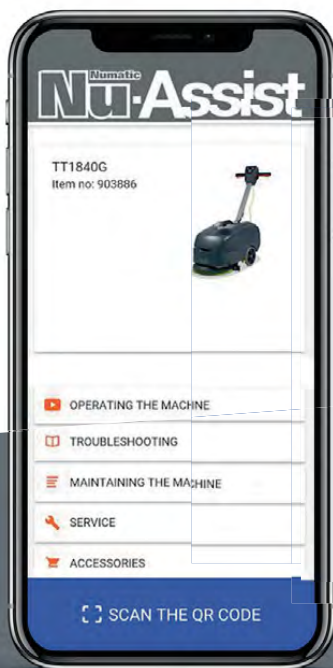 Numatic
Nu-Assist
TT1840G
Item no: 903886
OPERATING THE MACHINE
TROUBLESHOOTING
MAINTAINING THE MACHINE
SERVICE
ACCESSORIES
SCAN THE QR CODE